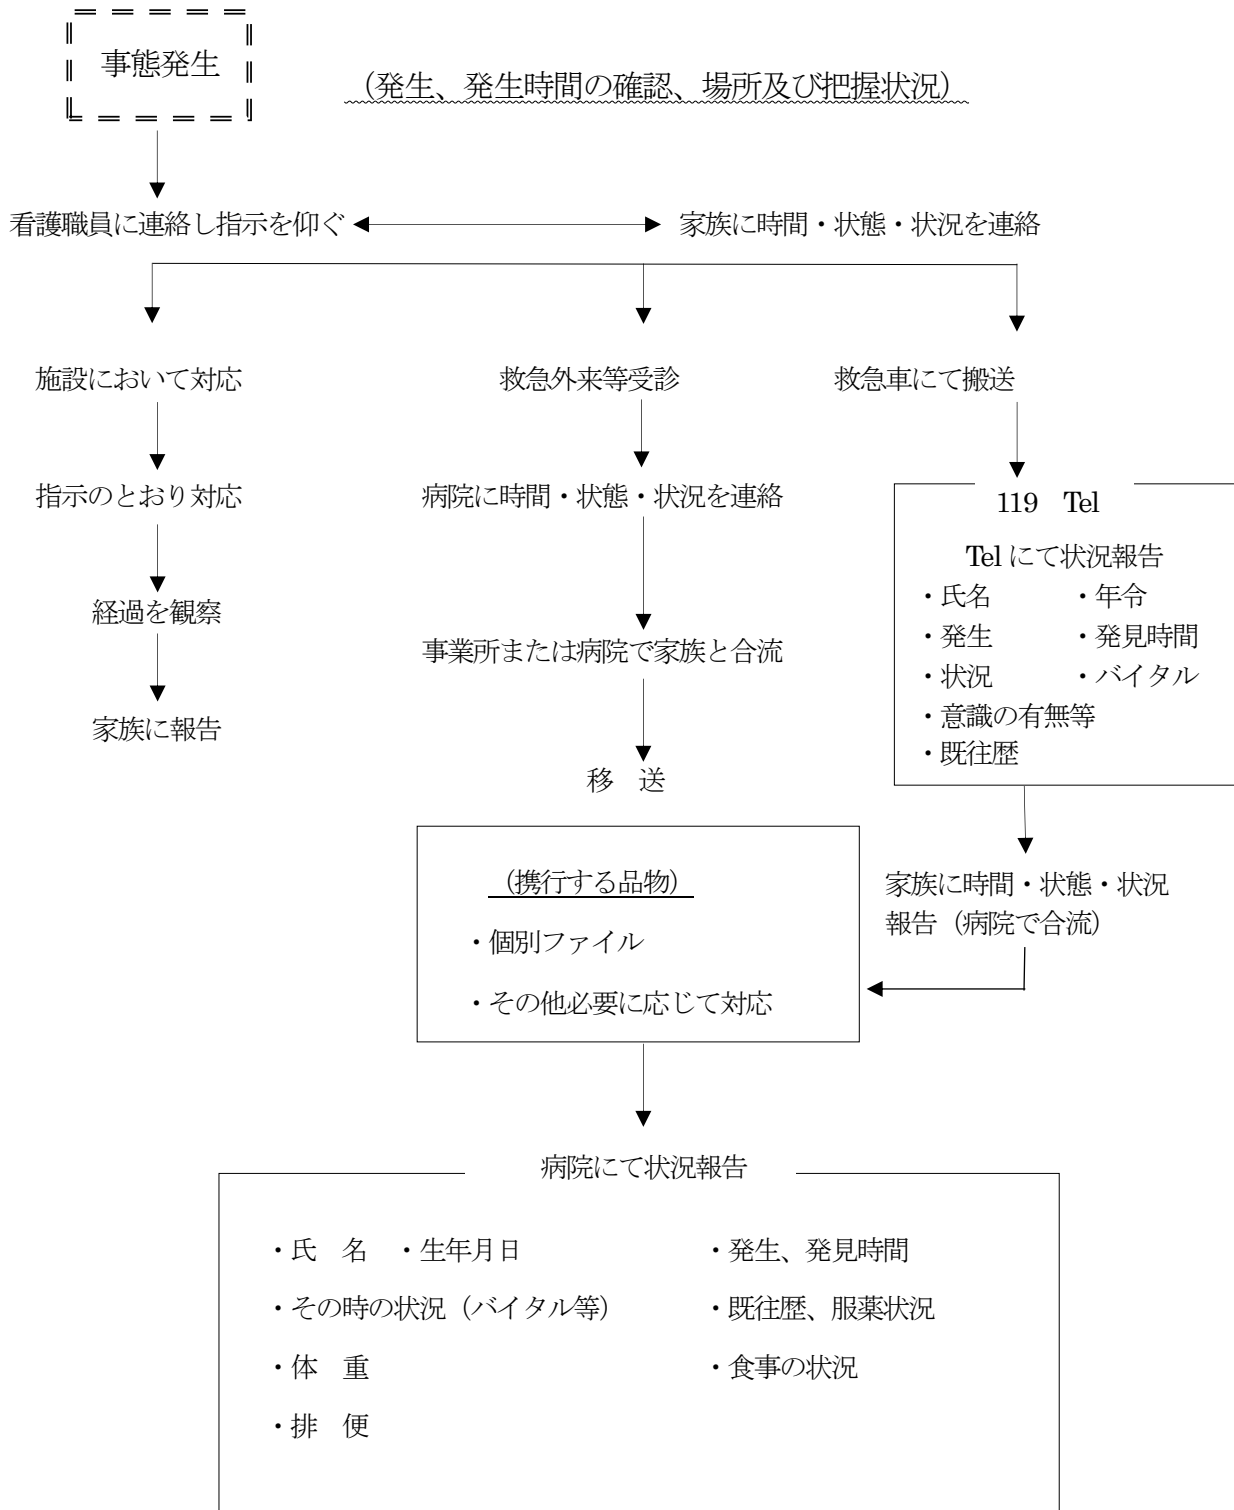 事態発生
（発生、発生時間の確認、場所及び把握状況）
看護職員に連絡し指示を仰ぐ
家族に時間・状態・状況を連絡
施設において対応
救急外来等受診
救急車にて搬送
指示のとおり対応
病院に時間・状態・状況を連絡
119　Tel
Tel にて状況報告
・氏名　　　・年令
・発生　　　・発見時間
・状況　　　・バイタル
・意識の有無等
・既往歴
経過を観察
事業所または病院で家族と合流
家族に報告
移　送
（携行する品物）
・個別ファイル
・その他必要に応じて対応
家族に時間・状態・状況
報告（病院で合流）
病院にて状況報告
・氏　名　・生年月日　　　・発生、発見時間
・その時の状況（バイタル等）　　　・既往歴、服薬状況
・体　重　　　・食事の状況
・排　便